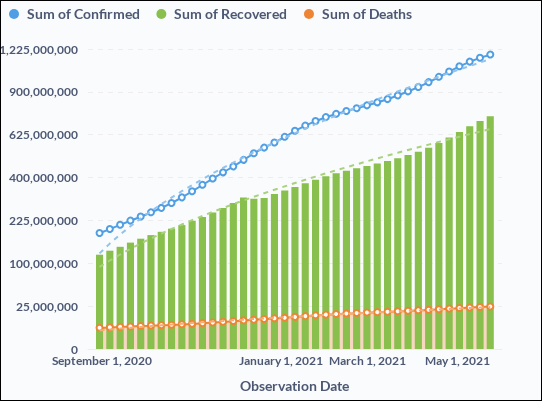 Sum of Confirmed Sum of Recovered Sum of Deaths
1,225,000,000
900,000,000
625,000,000
400,000,000
225,000,000
100,000,000
25,000,000
0
September 1, 2020 January 1, 2021 March 1, 2021 May 1, 2021
Observation Date